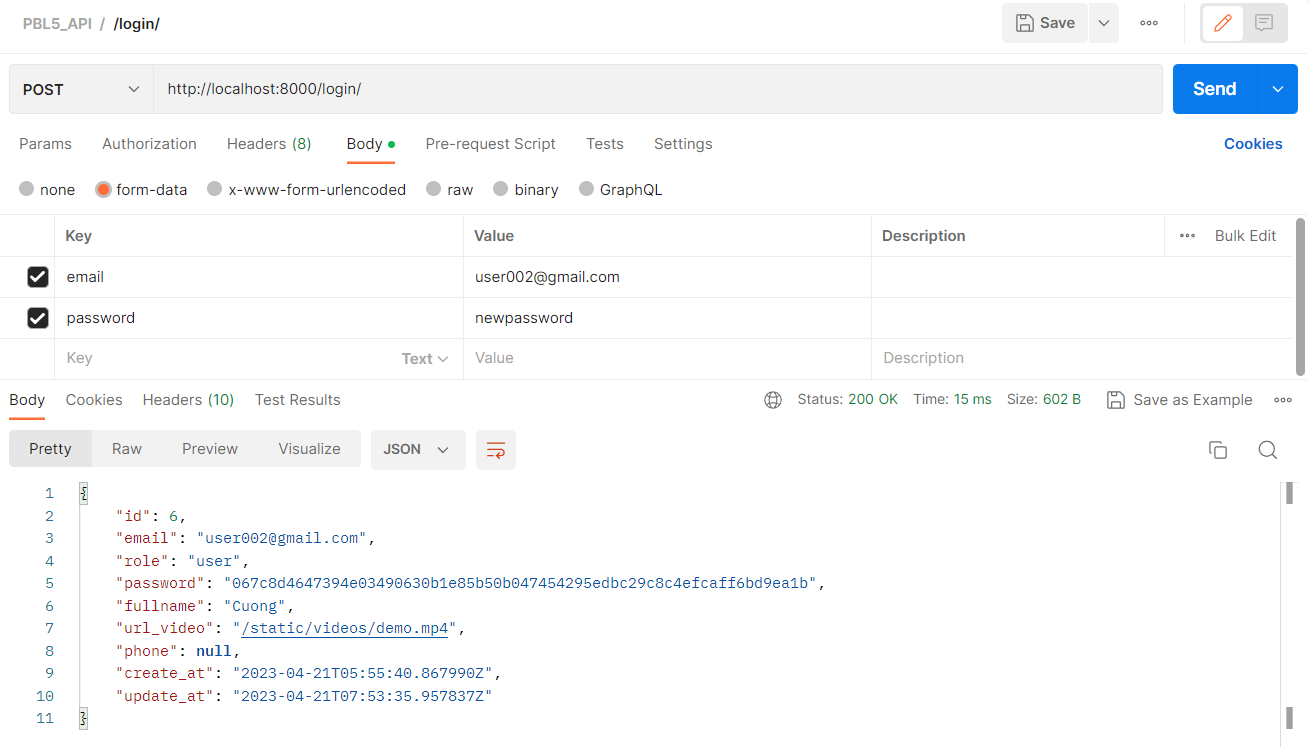 PBL5_API / /login/ Save
POST http://localhost:8000/login/ Send
Params Authorization Headers (8) Body Pre-request Script Tests Settings Cookies
none form-data x-www-form-urlencoded raw binary GraphQL
Key Value Description Bulk Edit
email user002@gmail.com
password newpassword
Key Text Value Description
Body Cookies Headers (10) Test Results Status: 200 OK Time: 15 ms Size: 602 B Save as Example
Pretty Raw Preview Visualize JSON
1 {
2 "id": 6,
3 "email": "user002@gmail.com",
4 "role": "user",
5 "password": "067c8d4647394e03490630b1e85b50b047454295edbc29c8c4efcaff6bd9ea1b",
6 "fullname": "Cuong",
7 "url_video": "/static/videos/demo.mp4",
8 "phone": null,
9 "create_at": "2023-04-21T05:55:40.867990Z",
10 "update_at": "2023-04-21T07:53:35.957837Z"
11 }